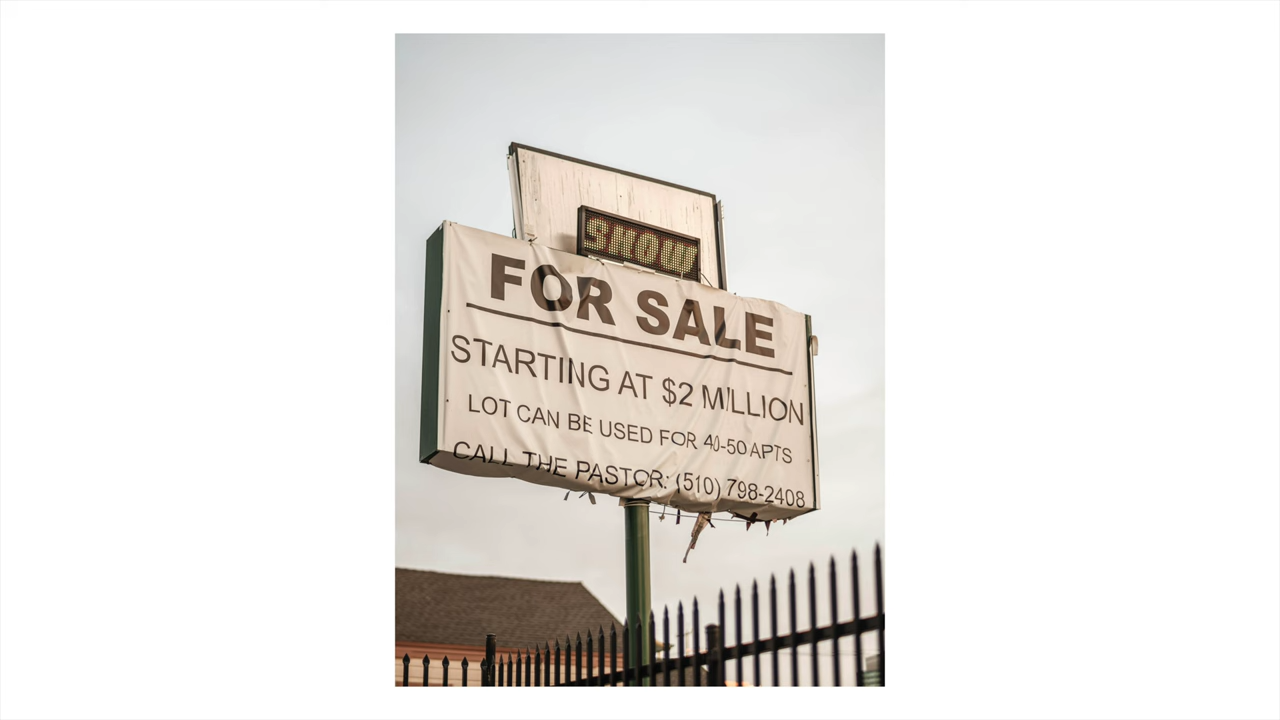 SNOW
FOR SALE
STARTING AT $2 MILLION
LOT CAN BE USED FOR 40-50 APTS
CALL THE PASTOR: (510) 798-2408